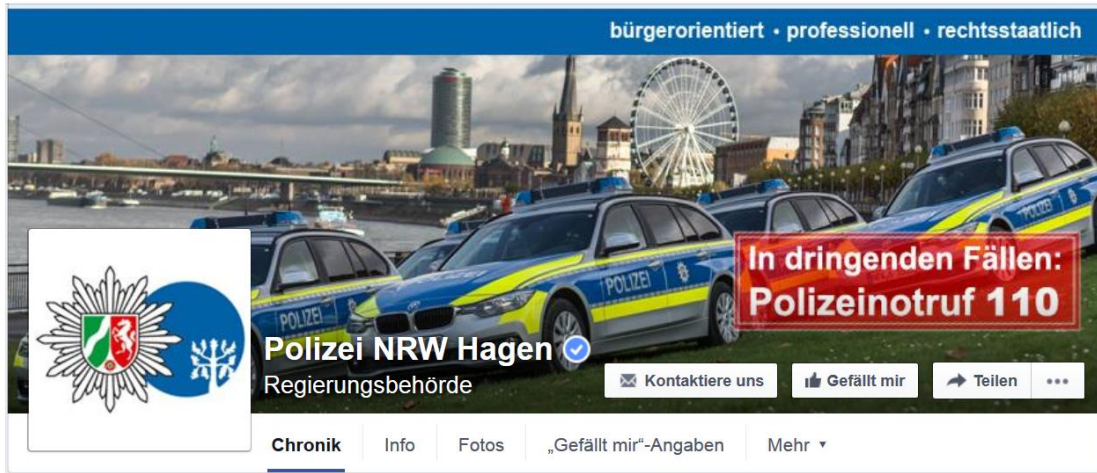 bürgerorientiert • professionell • rechtsstaatlich
POLIZEI
POLIZEI
POLIZEI
In dringenden Fällen:
Polizeinotruf 110
Polizei NRW Hagen
Regierungsbehörde
Kontaktiere uns
Gefällt mir
Teilen
Chronik
Info
Fotos
„Gefällt mir“-Angaben
Mehr